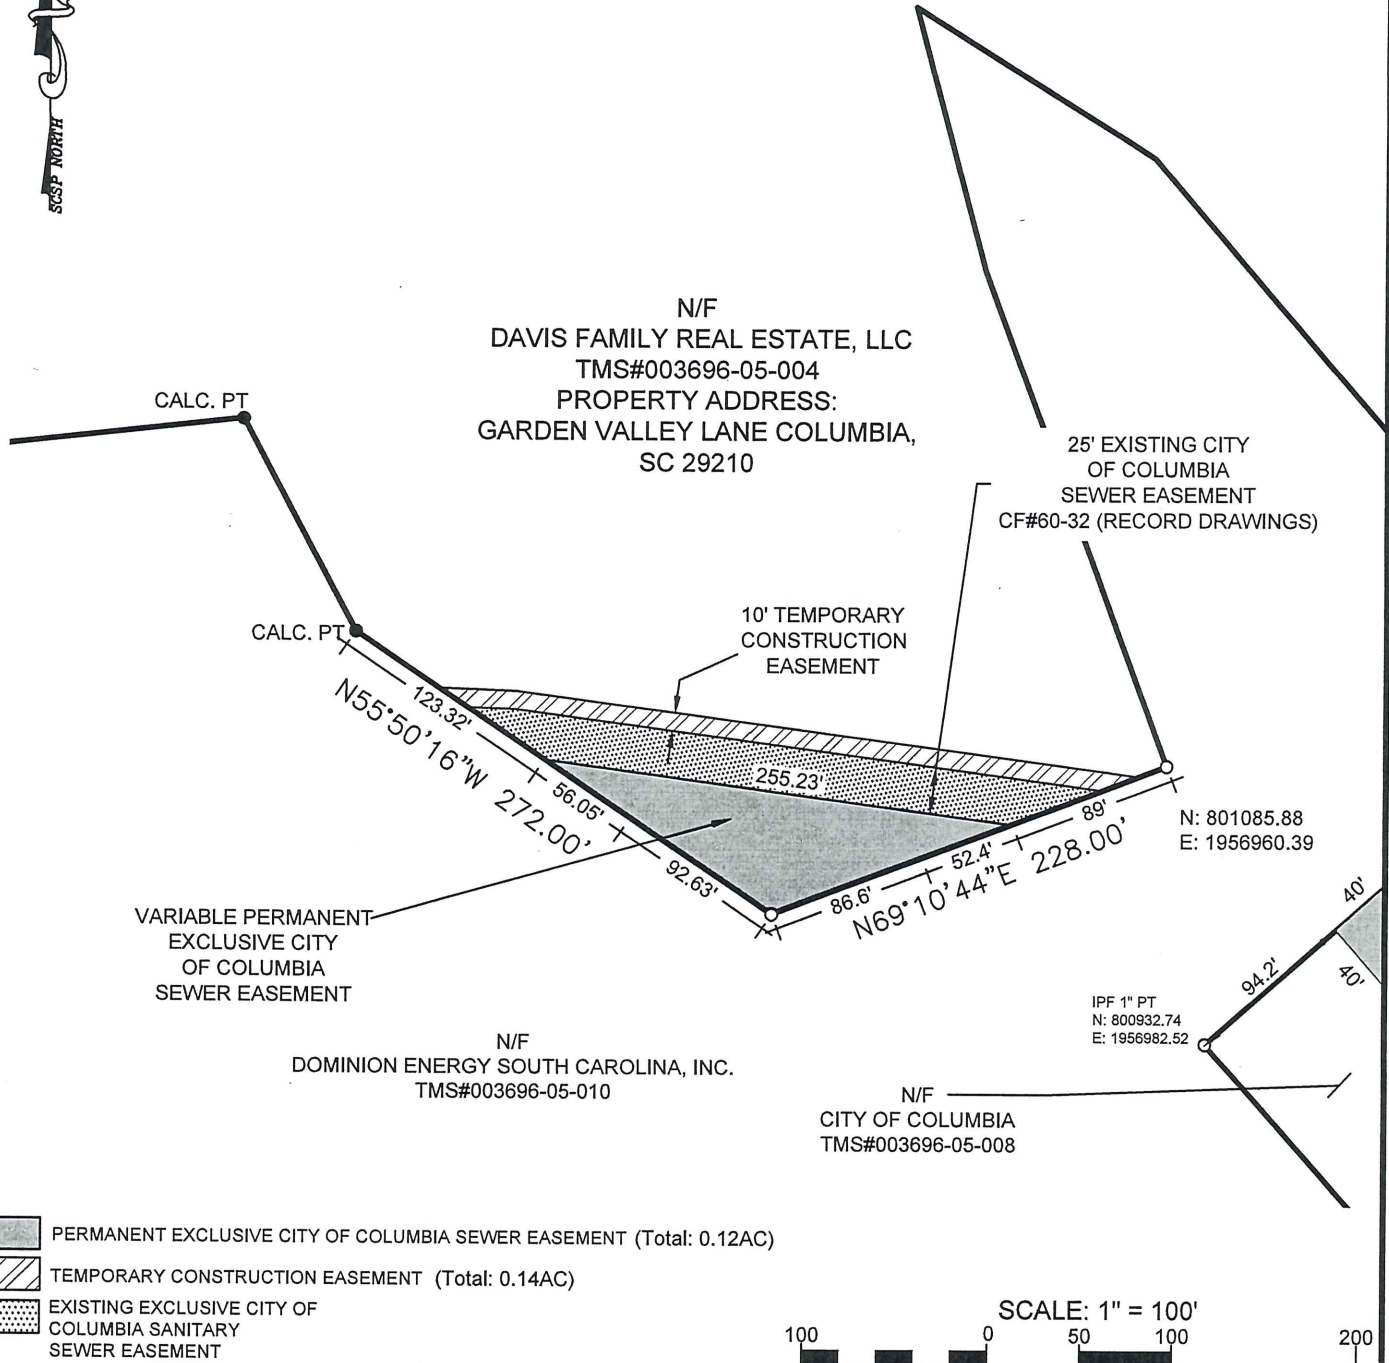 SCSP NORTH
N/F
DAVIS FAMILY REAL ESTATE, LLC
TMS#003696-05-004
PROPERTY ADDRESS:
GARDEN VALLEY LANE COLUMBIA,
SC 29210
CALC. PT
25' EXISTING CITY
OF COLUMBIA
SEWER EASEMENT
CF#60-32 (RECORD DRAWINGS)
10' TEMPORARY
CONSTRUCTION
EASEMENT
CALC. PT
123.32'
N55°50'16"W 272.00'
56.05'
92.63'
255.23'
89'
52.4'
86.6'
N69°10'44"E 228.00'
N: 801085.88
E: 1956960.39
VARIABLE PERMANENT
EXCLUSIVE CITY
OF COLUMBIA
SEWER EASEMENT
40'
40'
94.2'
IPF 1" PT
N: 800932.74
E: 1956982.52
N/F
DOMINION ENERGY SOUTH CAROLINA, INC.
TMS#003696-05-010
N/F
CITY OF COLUMBIA
TMS#003696-05-008
PERMANENT EXCLUSIVE CITY OF COLUMBIA SEWER EASEMENT (Total: 0.12AC)
TEMPORARY CONSTRUCTION EASEMENT (Total: 0.14AC)
EXISTING EXCLUSIVE CITY OF
COLUMBIA SANITARY
SEWER EASEMENT
SCALE: 1" = 100'
100 0 50 100 200